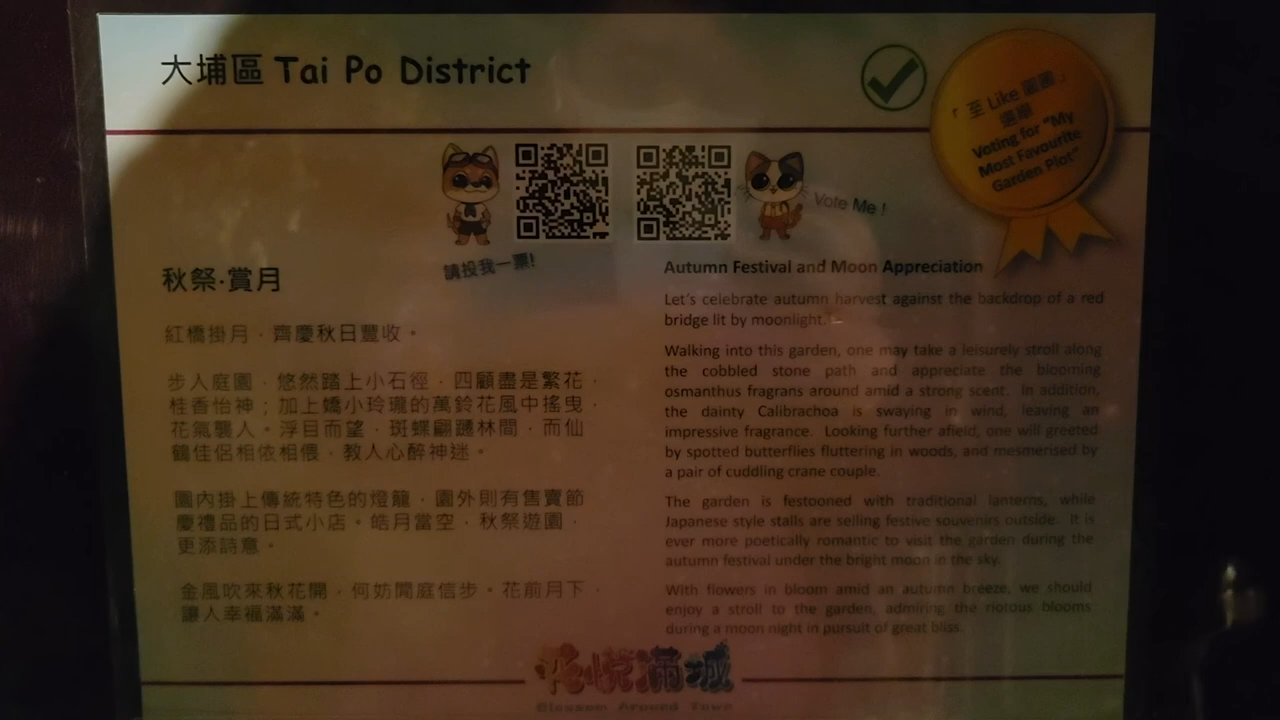 大埔區 Tai Po District
「至 Like 園圃」
選舉
Voting for "My
Most Favourite
Garden Plot"
Vote Me !
請投我一票!
秋祭·賞月
紅橋掛月，齊慶秋日豐收。
步入庭園，悠然踏上小石徑，四顧盡是繁花，
桂香怡神；加上嬌小玲瓏的萬鈴花風中搖曳，
花氣襲人。浮目而望，斑蝶翩躚林間，而仙
鶴佳侶相依相偎，教人心醉神迷。
園內掛上傳統特色的燈籠，園外則有售賣節
慶禮品的日式小店。皓月當空，秋祭遊園，
更添詩意。
金風吹來秋花開，何妨閒庭信步。花前月下，
讓人幸福滿滿。
Autumn Festival and Moon Appreciation
Let's celebrate autumn harvest against the backdrop of a red
bridge lit by moonlight.
Walking into this garden, one may take a leisurely stroll along
the cobbled stone path and appreciate the blooming
osmanthus fragrans around amid a strong scent. In addition,
the dainty Calibrachoa is swaying in wind, leaving an
impressive fragrance. Looking further afield, one will greeted
by spotted butterflies fluttering in woods, and mesmerised by
a pair of cuddling crane couple.
The garden is festooned with traditional lanterns, while
Japanese style stalls are selling festive souvenirs outside. It is
ever more poetically romantic to visit the garden during the
autumn festival under the bright moon in the sky.
With flowers in bloom amid an autumn breeze, we should
enjoy a stroll to the garden, admiring the riotous blooms
during a moon night in pursuit of great bliss.
花悅滿城
Blossom Around Town